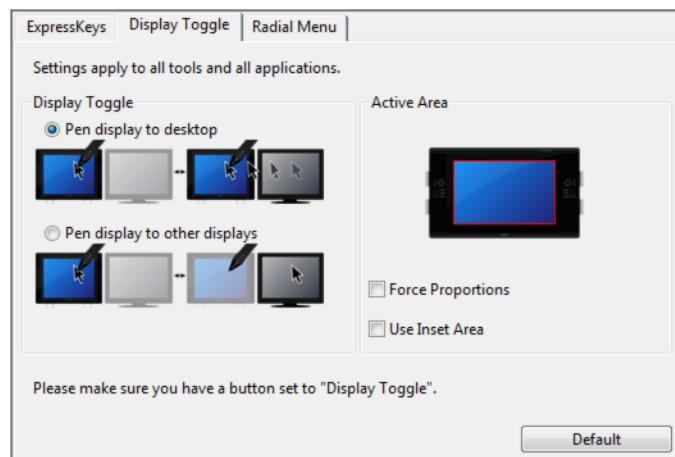 ExpressKeys
Display Toggle
Radial Menu
Settings apply to all tools and all applications.
Display Toggle
Pen display to desktop
Pen display to other displays
Active Area
Force Proportions
Use Inset Area
Please make sure you have a button set to "Display Toggle".
Default